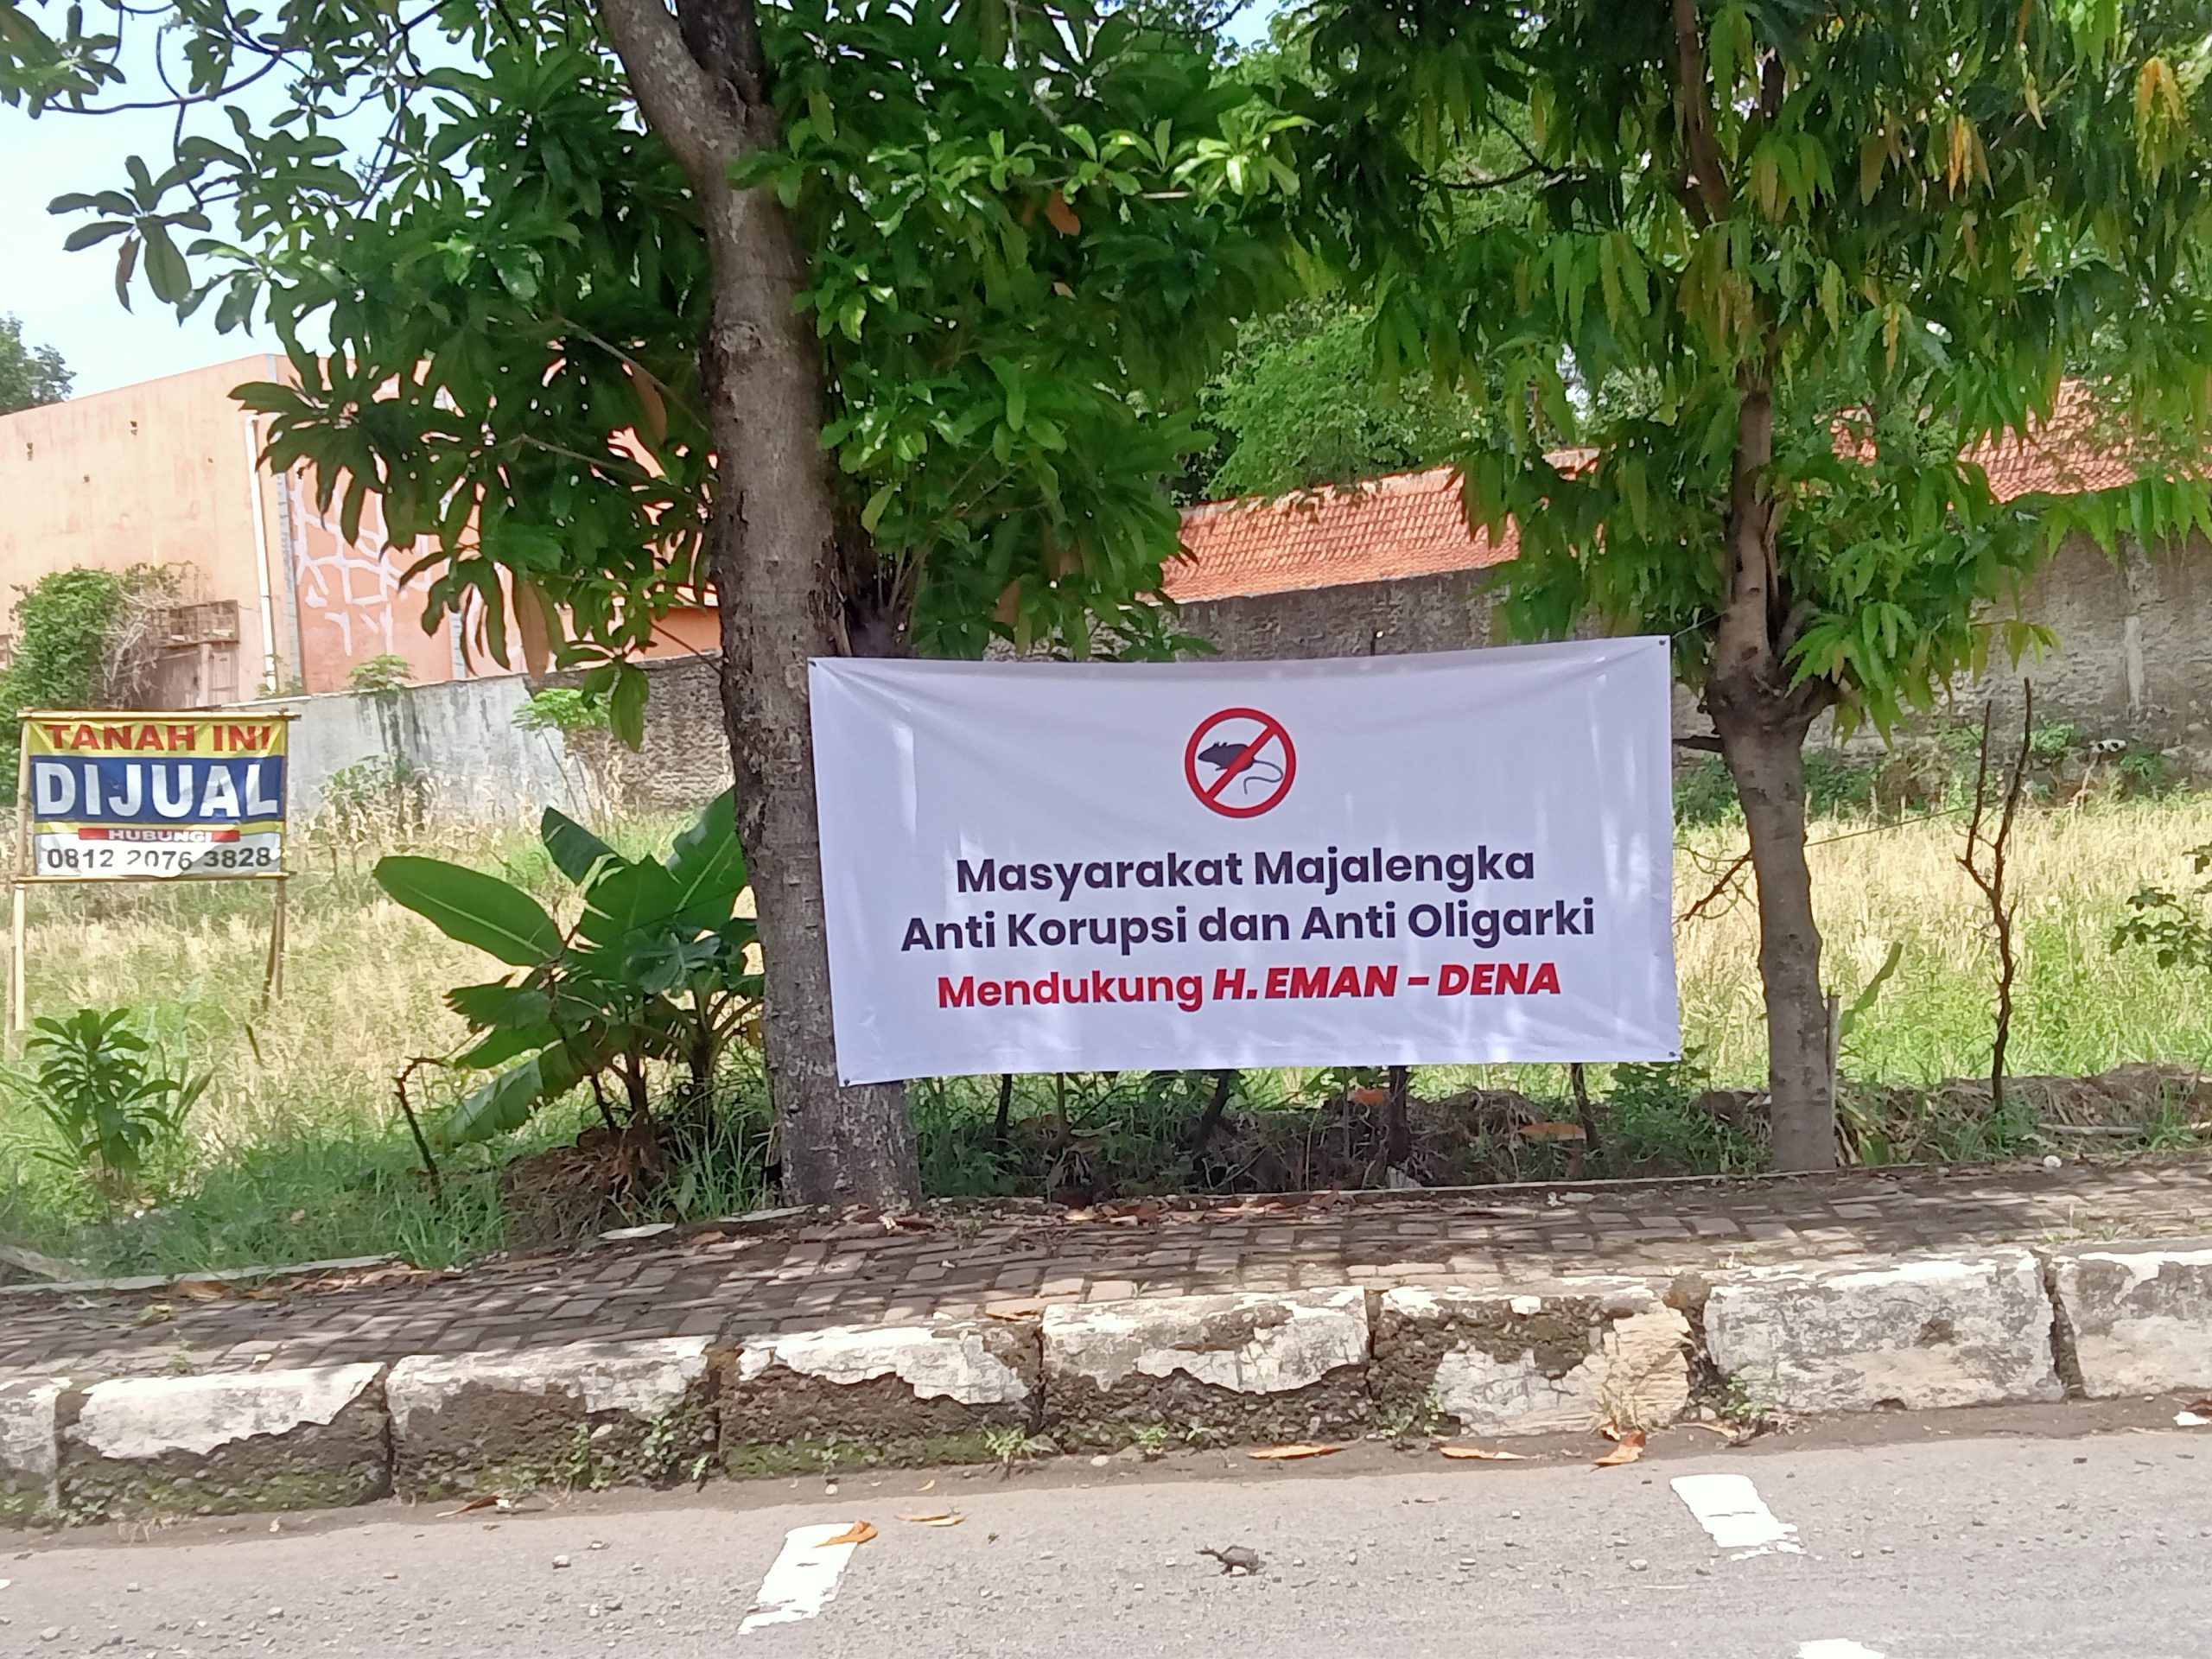 TANAH INI
DIJUAL
HUBUNGI
0812 2076 3828
Masyarakat Majalengka
Anti Korupsi dan Anti Oligarki
Mendukung H. EMAN - DENA